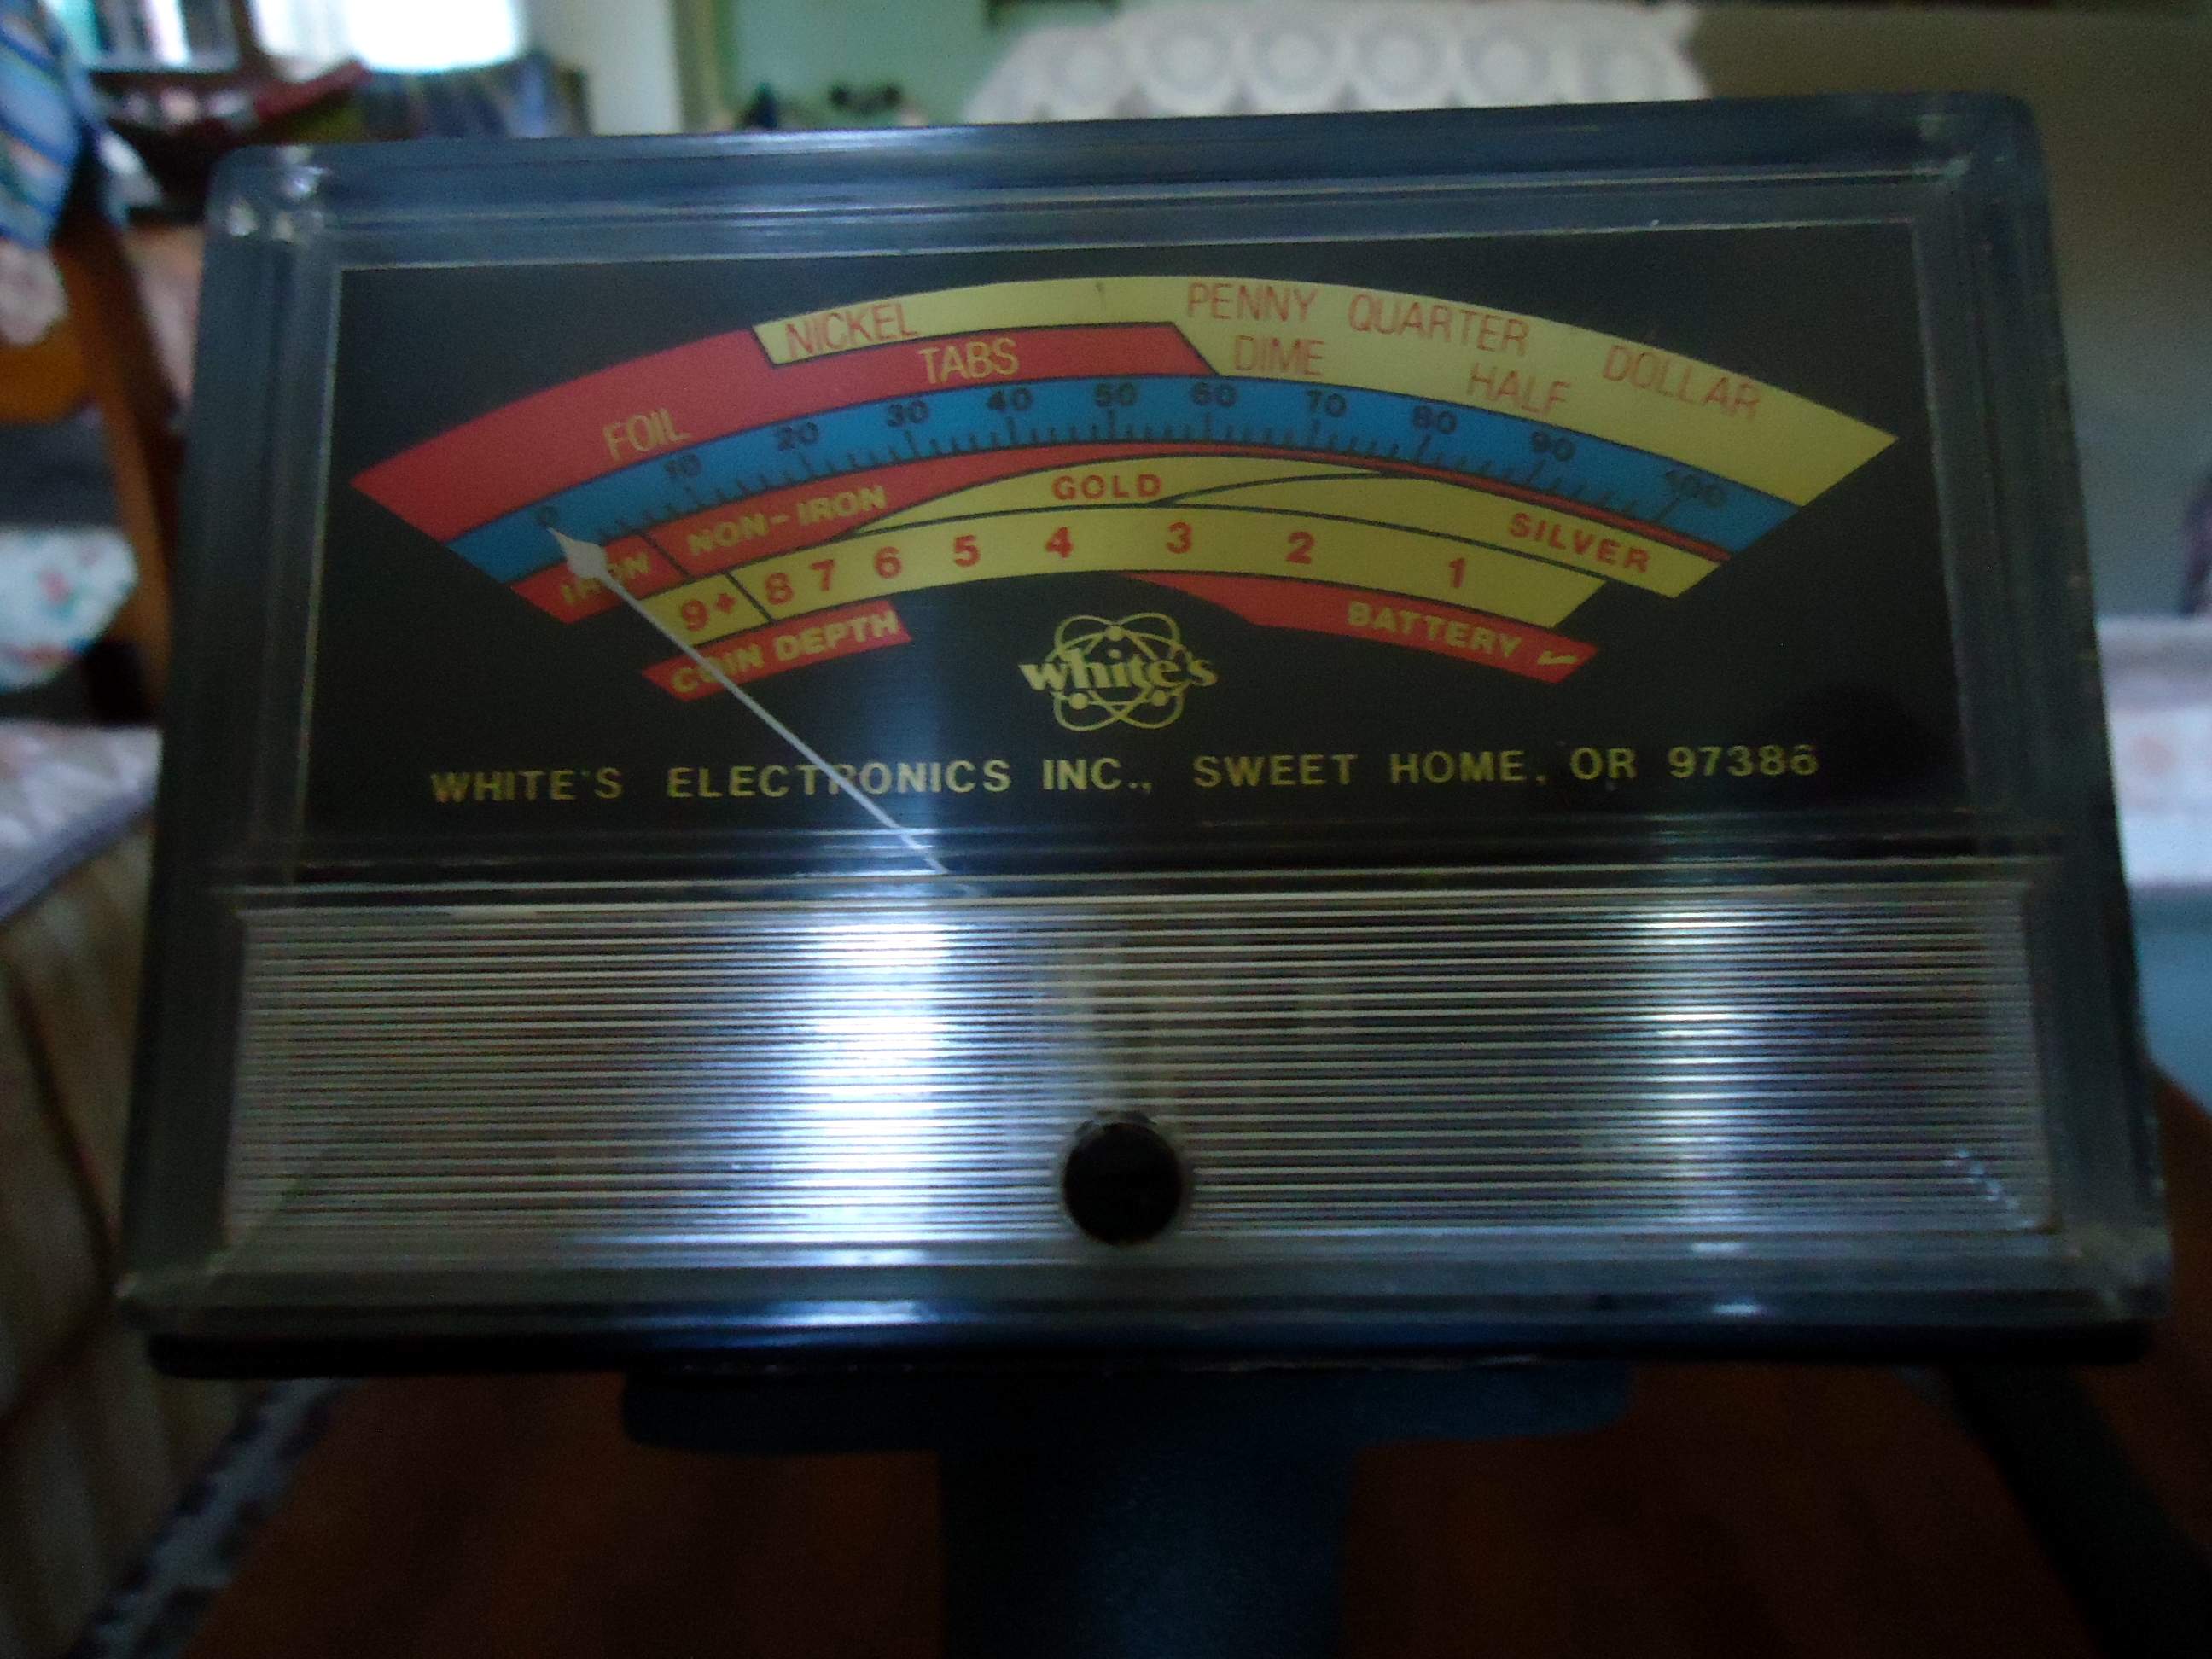 NICKEL PENNY QUARTER DOLLAR
TABS DIME HALF
FOIL
0 10 20 30 40 50 60 70 80 90 100
IRON NON-IRON GOLD SILVER
9+ 8 7 6 5 4 3 2 1
COIN DEPTH BATTERY
white's
WHITE'S ELECTRONICS INC., SWEET HOME, OR 97386